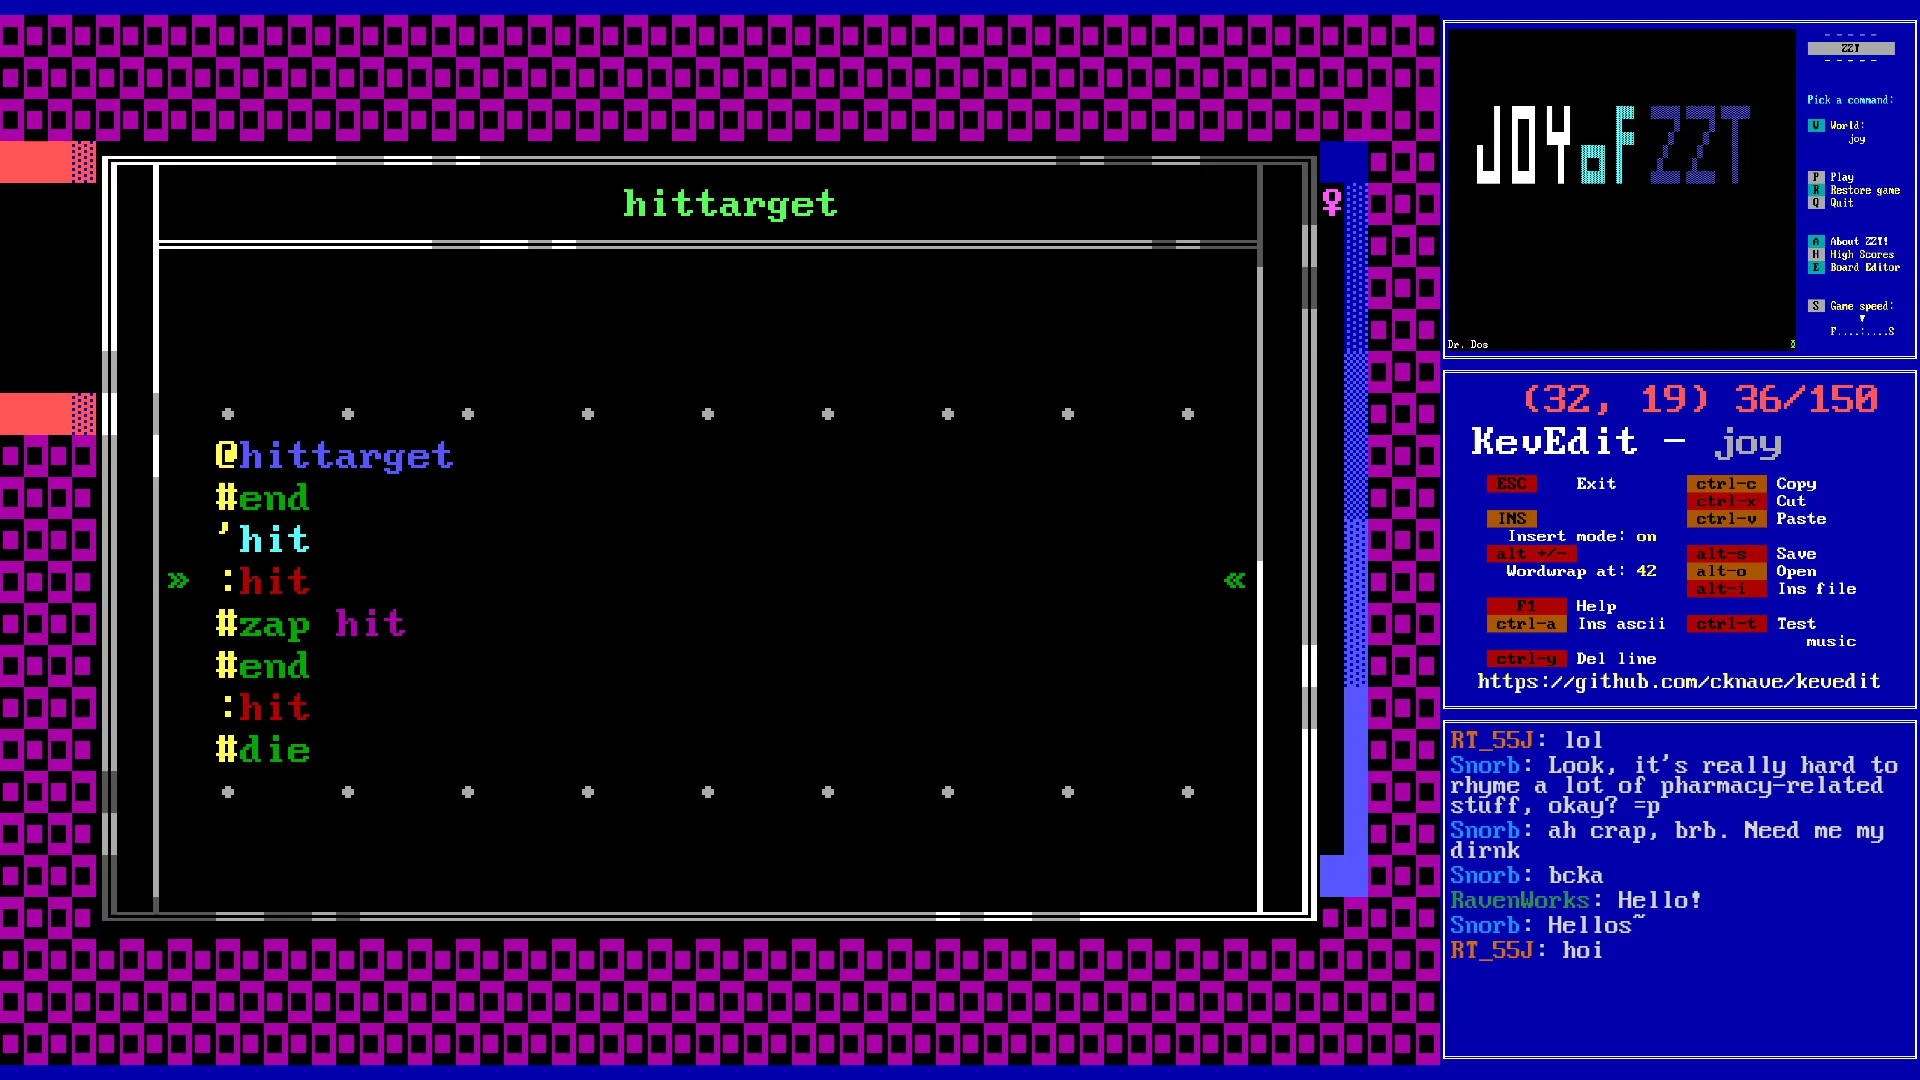 hittarget
@hittarget
#end
'hit
:hit
#zap hit
#end
:hit
#die
JOY of ZZT
Dr. Dos
ZZT
Pick a command:
W World:
joy
P Play
R Restore game
Q Quit
A About ZZT!
H High Scores
E Board Editor
S Game speed:
F....:....S
(32, 19) 36/150
KevEdit - joy
ESC Exit
INS
Insert mode: on
alt +/-
Wordwrap at: 42
F1 Help
ctrl-a Ins ascii
ctrl-y Del line
ctrl-c Copy
ctrl-x Cut
ctrl-v Paste
alt-s Save
alt-o Open
alt-i Ins file
ctrl-t Test
music
https://github.com/cknave/kevedit
RT_55J: lol
Snorb: Look, it's really hard to
rhyme a lot of pharmacy-related
stuff, okay? =p
Snorb: ah crap, brb. Need me my
dirnk
Snorb: bcka
RavenWorks: Hello!
Snorb: Hellos~
RT_55J: hoi